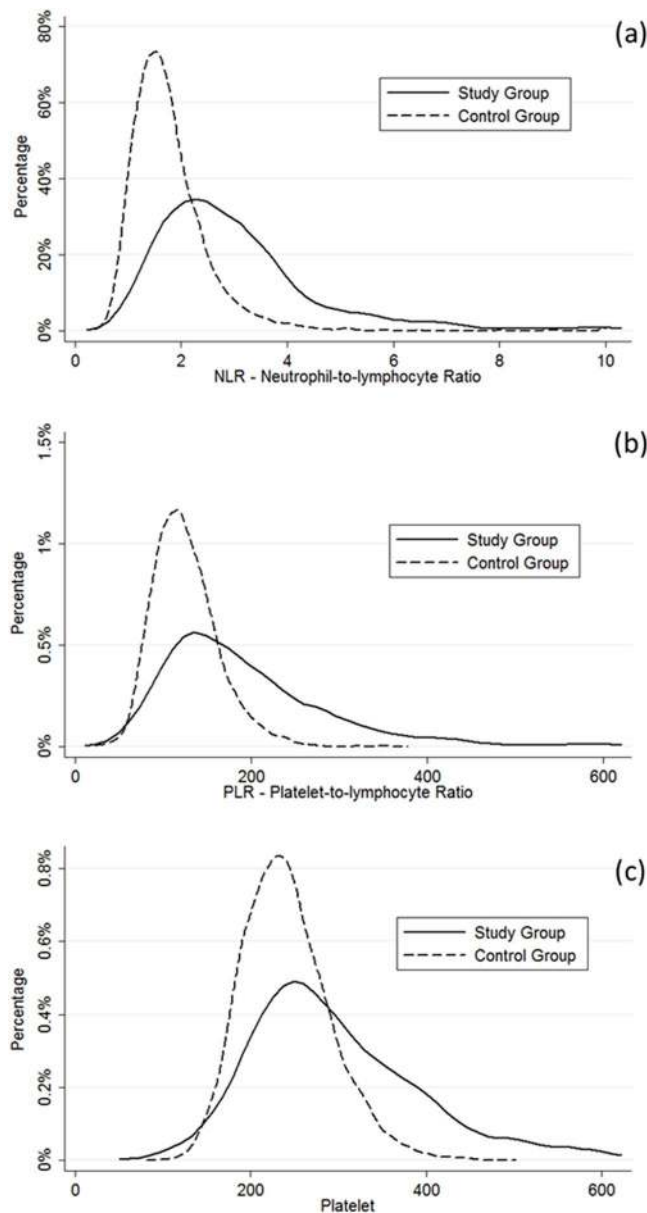 (a)
80%
60%
40%
20%
0%
Percentage
Study Group
Control Group
0 2 4 6 8 10
NLR - Neutrophil-to-lymphocyte Ratio
(b)
1.5%
1%
0.5%
0%
Percentage
Study Group
Control Group
0 200 400 600
PLR - Platelet-to-lymphocyte Ratio
(c)
0.8%
0.6%
0.4%
0.2%
0%
Percentage
Study Group
Control Group
0 200 400 600
Platelet